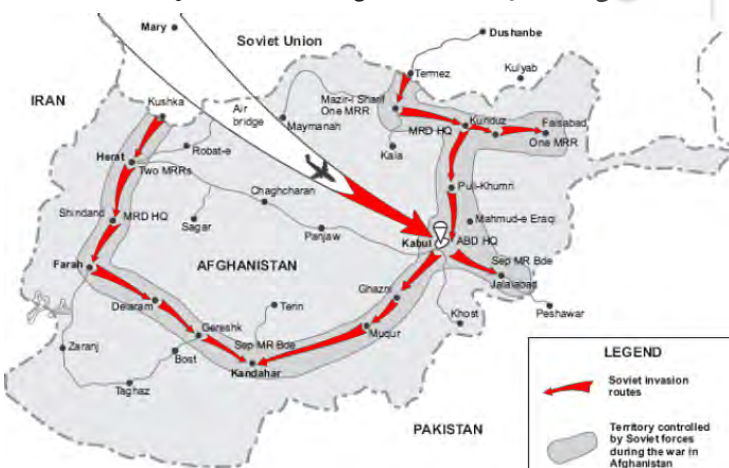 Mary
Soviet Union
Dushanbe
Termez
Kulyab
IRAN
Kushka
Air
bridge
Mazir-i Sharif
One MRR
Maymanah
MRD HQ
Kunduz
Faisabad
One MRR
Kala
Robat-e
Herat
Two MRRs
Chaghcharan
Puli-Khumri
Shindand
MRD HQ
Sagar
Panjaw
Mahmud-e Eraqi
Kabul
ABD HQ
Farah
AFGHANISTAN
Sep MR Bde
Jalalabad
Ghazni
Delaram
Terin
Khost
Peshawar
Gereshk
Sep MR Bde
Muqur
Zaranj
Bost
Kandahar
Taghaz
PAKISTAN
LEGEND
Soviet invasion
routes
Territory controlled
by Soviet forces
during the war in
Afghanistan